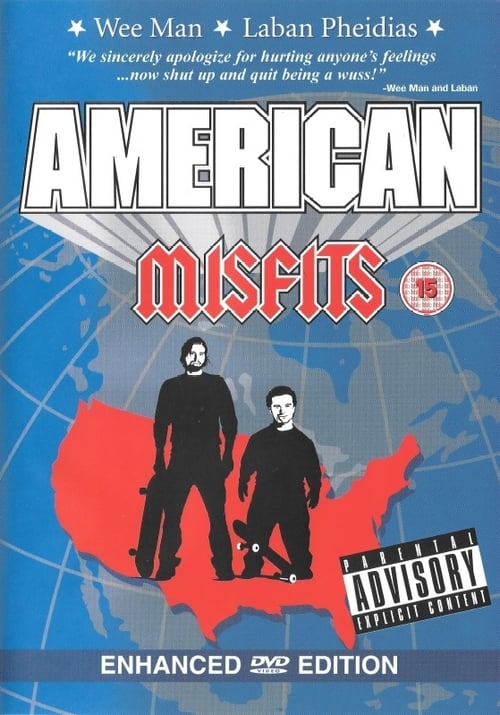 ★ Wee Man ★ Laban Pheidias ★
“We sincerely apologize for hurting anyone’s feelings
...now shut up and quit being a wuss!”
-Wee Man and Laban
AMERICAN
MISFITS
15
PARENTAL
ADVISORY
EXPLICIT CONTENT
ENHANCED DVD VIDEO EDITION